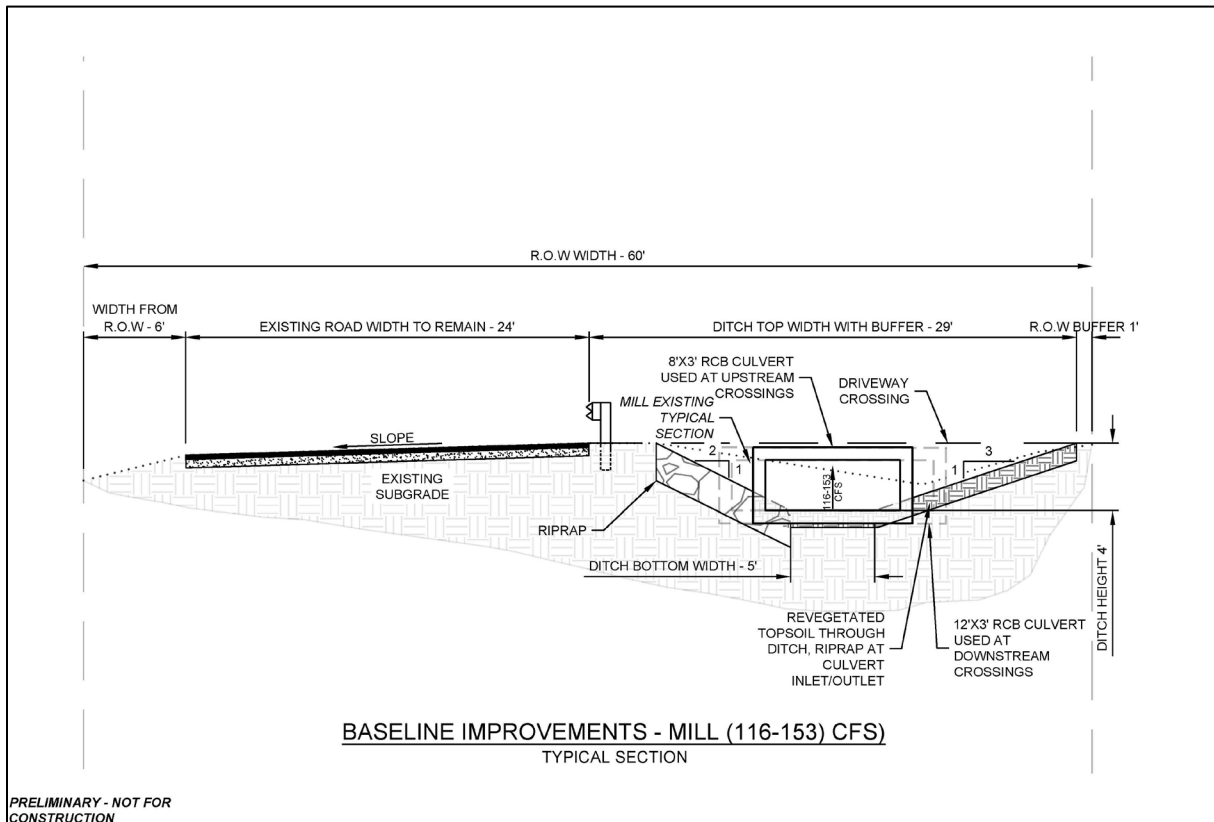 R.O.W WIDTH - 60'
WIDTH FROM
R.O.W - 6'
EXISTING ROAD WIDTH TO REMAIN - 24'
DITCH TOP WIDTH WITH BUFFER - 29'
R.O.W BUFFER 1'
8'X3' RCB CULVERT
USED AT UPSTREAM
CROSSINGS
DRIVEWAY
CROSSING
MILL EXISTING
TYPICAL
SECTION
SLOPE
2
1
1
3
116-153
CFS
EXISTING
SUBGRADE
RIPRAP
DITCH BOTTOM WIDTH - 5'
DITCH HEIGHT 4'
REVEGETATED
TOPSOIL THROUGH
DITCH, RIPRAP AT
CULVERT
INLET/OUTLET
12'X3' RCB CULVERT
USED AT
DOWNSTREAM
CROSSINGS
BASELINE IMPROVEMENTS - MILL (116-153) CFS)
TYPICAL SECTION
PRELIMINARY - NOT FOR
CONSTRUCTION